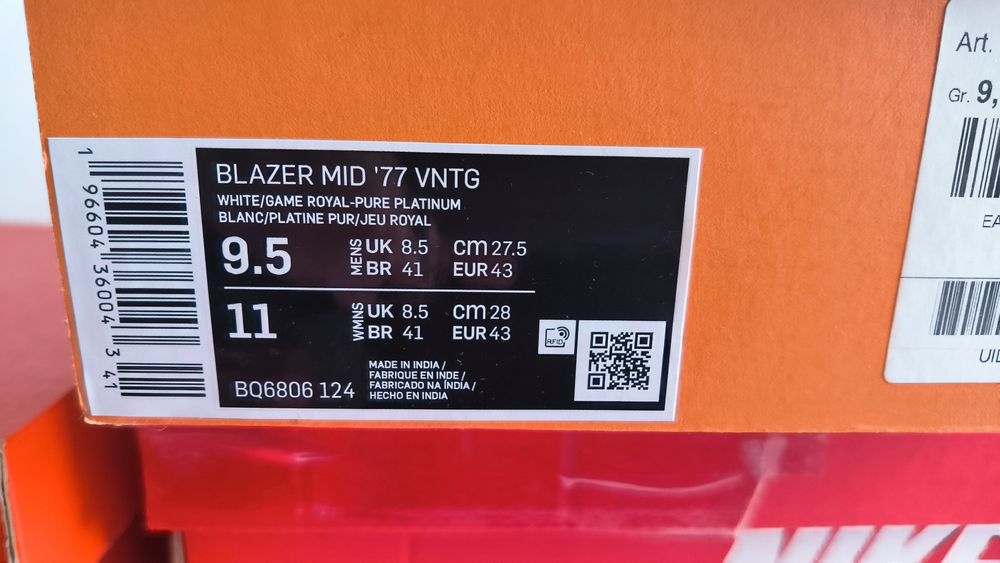 1 96604 36004 3 41
BLAZER MID '77 VNTG
WHITE/GAME ROYAL-PURE PLATINUM
BLANC/PLATINE PUR/JEU ROYAL
9.5 MENS UK 8.5 cm 27.5
BR 41 EUR 43
11 WMNS UK 8.5 cm 28
BR 41 EUR 43
RFID
BQ6806 124
MADE IN INDIA /
FABRIQUE EN INDE /
FABRICADO NA ÍNDIA /
HECHO EN INDIA
Art.
Gr. 9,
EA
NIKE